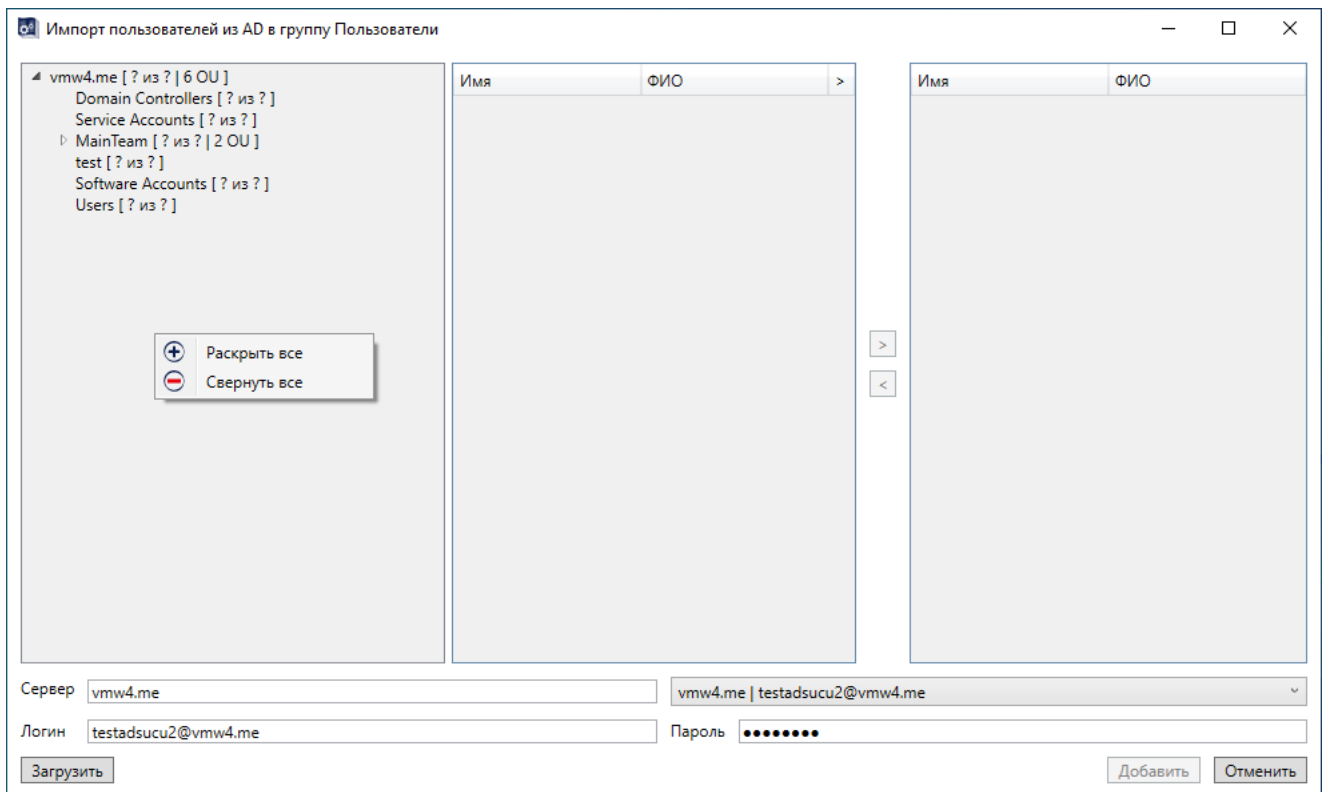 Импорт пользователей из AD в группу Пользователи
vmw4.me [ ? из ? | 6 OU ]
Domain Controllers [ ? из ? ]
Service Accounts [ ? из ? ]
MainTeam [ ? из ? | 2 OU ]
test [ ? из ? ]
Software Accounts [ ? из ? ]
Users [ ? из ? ]
Раскрыть все
Свернуть все
Имя ФИО >
>
<
Имя ФИО
Сервер vmw4.me vmw4.me | testadsucu2@vmw4.me
Логин testadsucu2@vmw4.me Пароль ●●●●●●●●
Загрузить Добавить Отменить